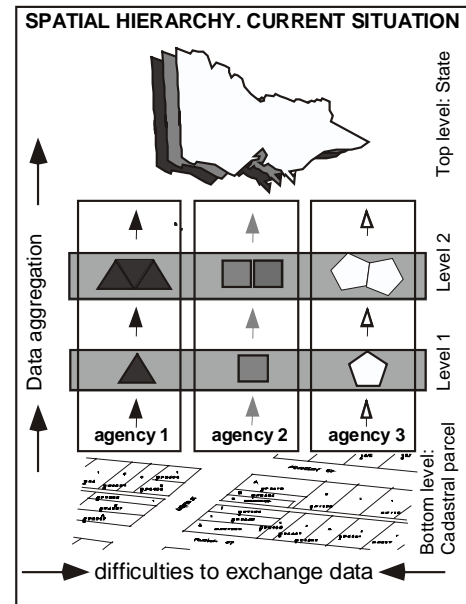 SPATIAL HIERARCHY. CURRENT SITUATION
Top level: State
Data aggregation
Level 2
Level 1
agency 1
agency 2
agency 3
Bottom level:
Cadastral parcel
difficulties to exchange data